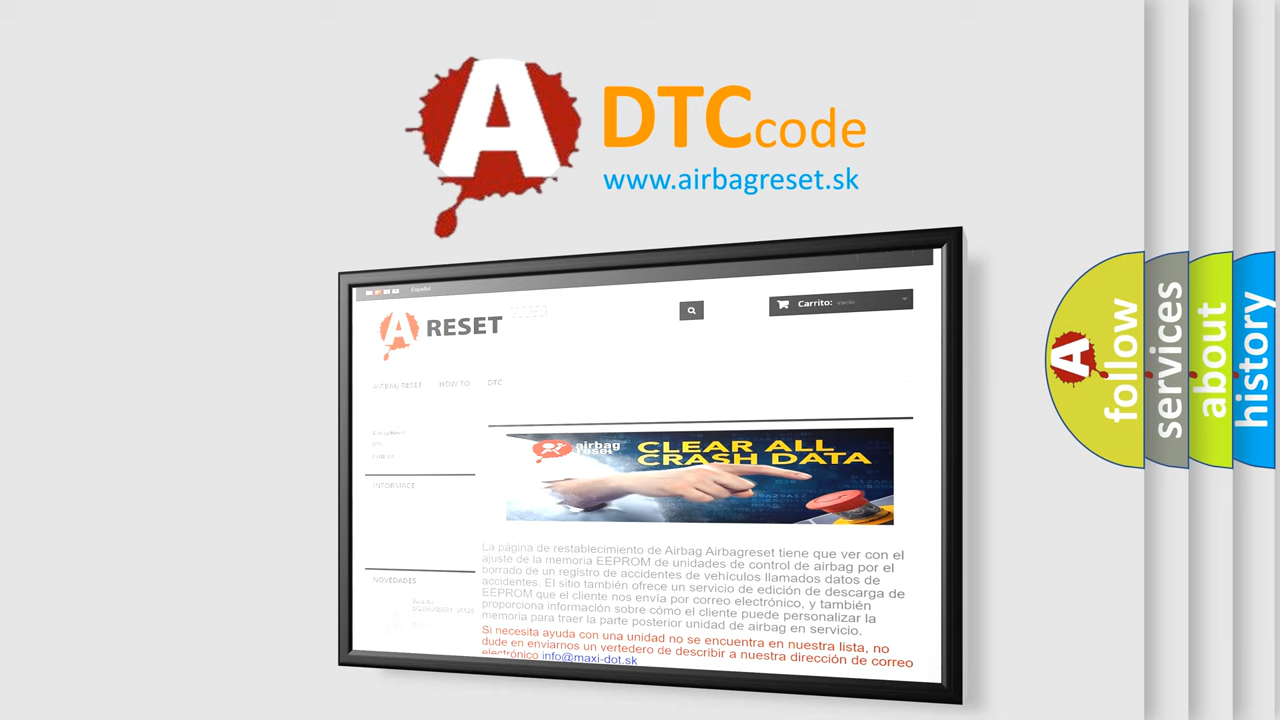 A
DTCcode
www.airbagreset.sk
Español
A RESET
Carrito: vacío
AIRBAG RESET HOW TO DTC
INFORMACE
airbag
reset
CLEAR ALL
CRASH DATA
La página de restablecimiento de Airbag Airbagreset tiene que ver con el
ajuste de la memoria EEPROM de unidades de control de airbag por el
borrado de un registro de accidentes de vehículos llamados datos de
accidentes. El sitio también ofrece un servicio de edición de descarga de
EEPROM que el cliente nos envía por correo electrónico, y también
proporciona información sobre cómo el cliente puede personalizar la
memoria para traer la parte posterior unidad de airbag en servicio.
Si necesita ayuda con una unidad no se encuentra en nuestra lista, no
dude en enviarnos un vertedero de describir a nuestra dirección de correo
electrónico info@maxi-dot.sk
NOVEDADES
A
follow
services
about
history